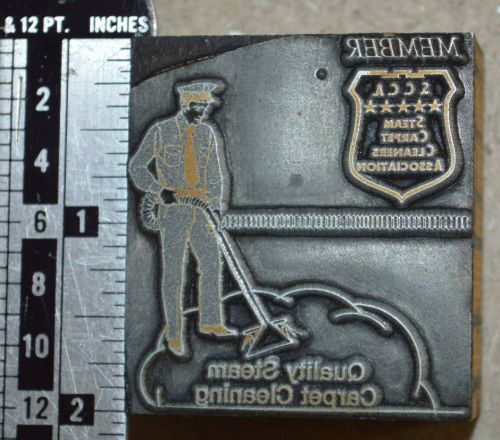 & 12 PT. INCHES
2
4
6 1
8
10
12 2
MEMBER
S.C.C.A
STEAM
CARPET
CLEANERS
ASSOCIATION
Quality Steam
Carpet Cleaning